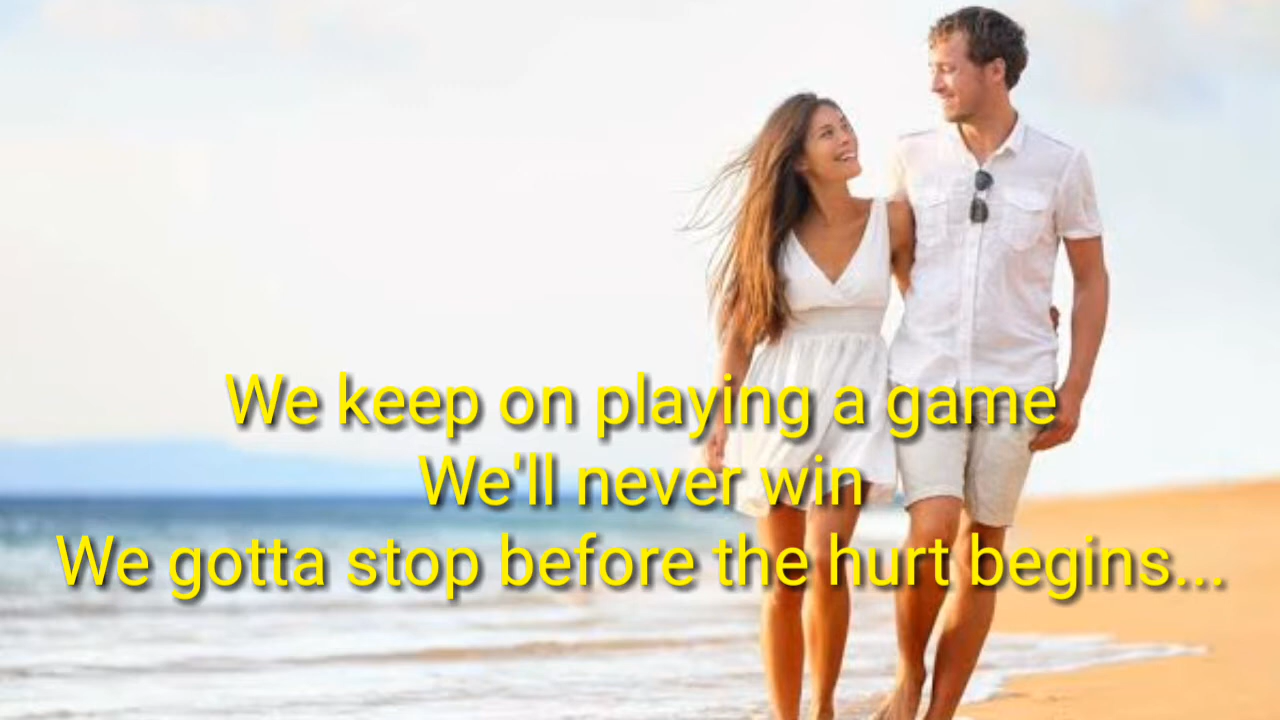 We keep on playing a game
We'll never win
We gotta stop before the hurt begins...